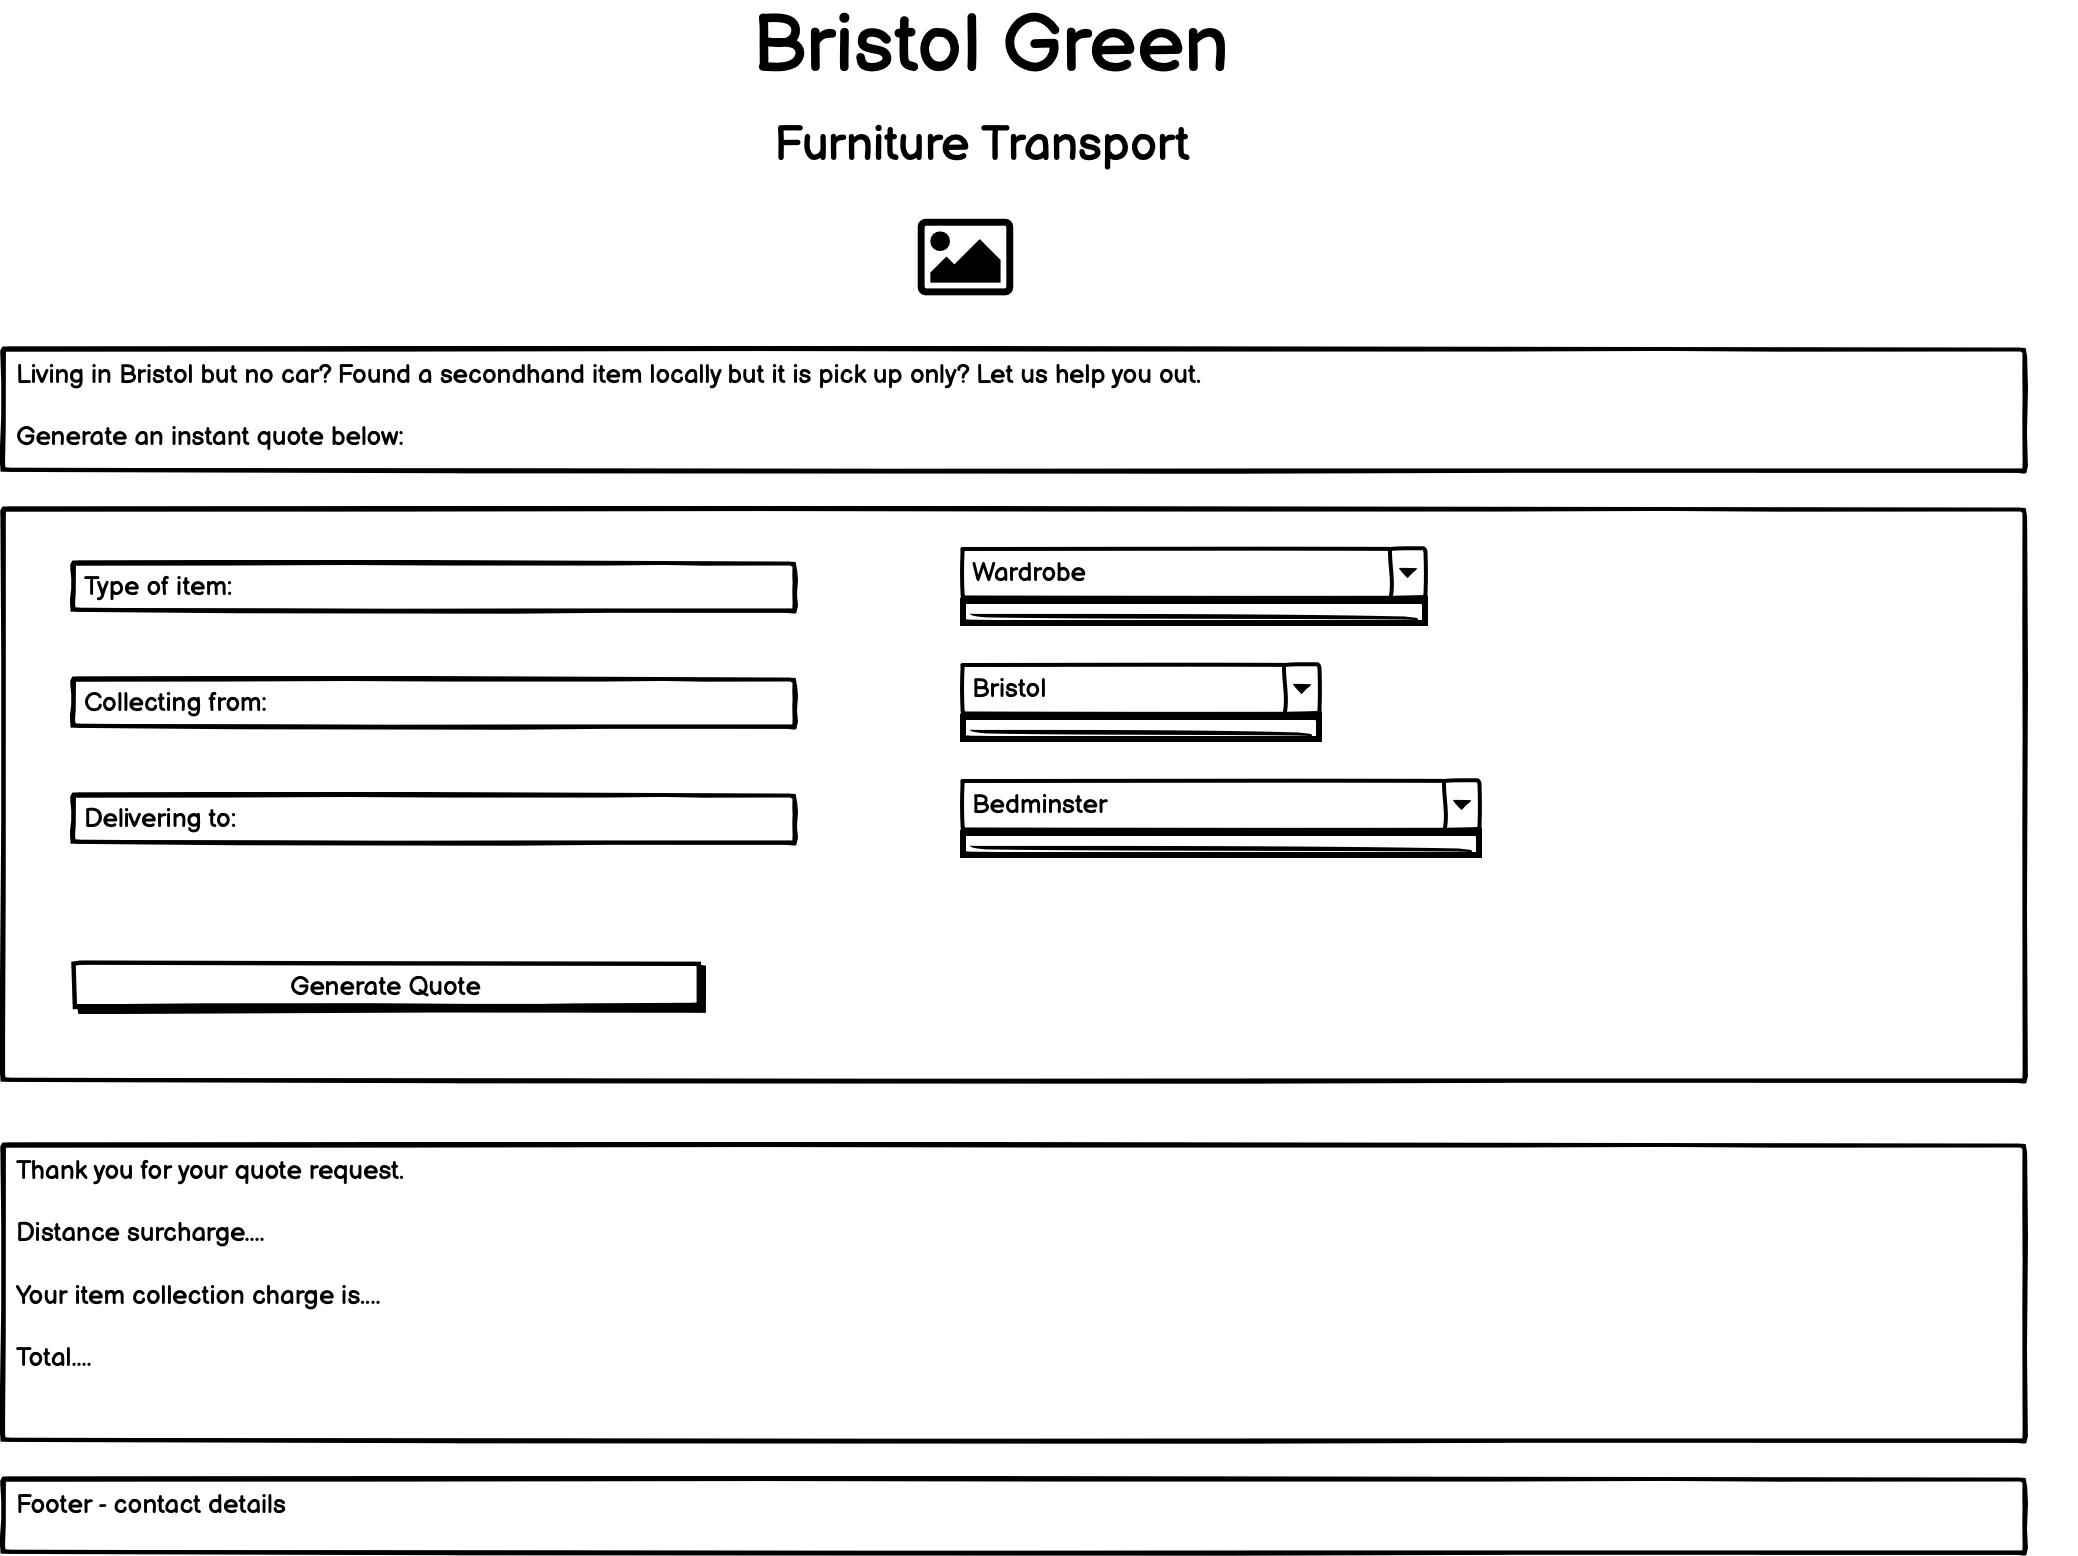 Bristol Green
Furniture Transport
Living in Bristol but no car? Found a secondhand item locally but it is pick up only? Let us help you out.
Generate an instant quote below:
Type of item:
Wardrobe
Collecting from:
Bristol
Delivering to:
Bedminster
Generate Quote
Thank you for your quote request.
Distance surcharge....
Your item collection charge is....
Total....
Footer - contact details